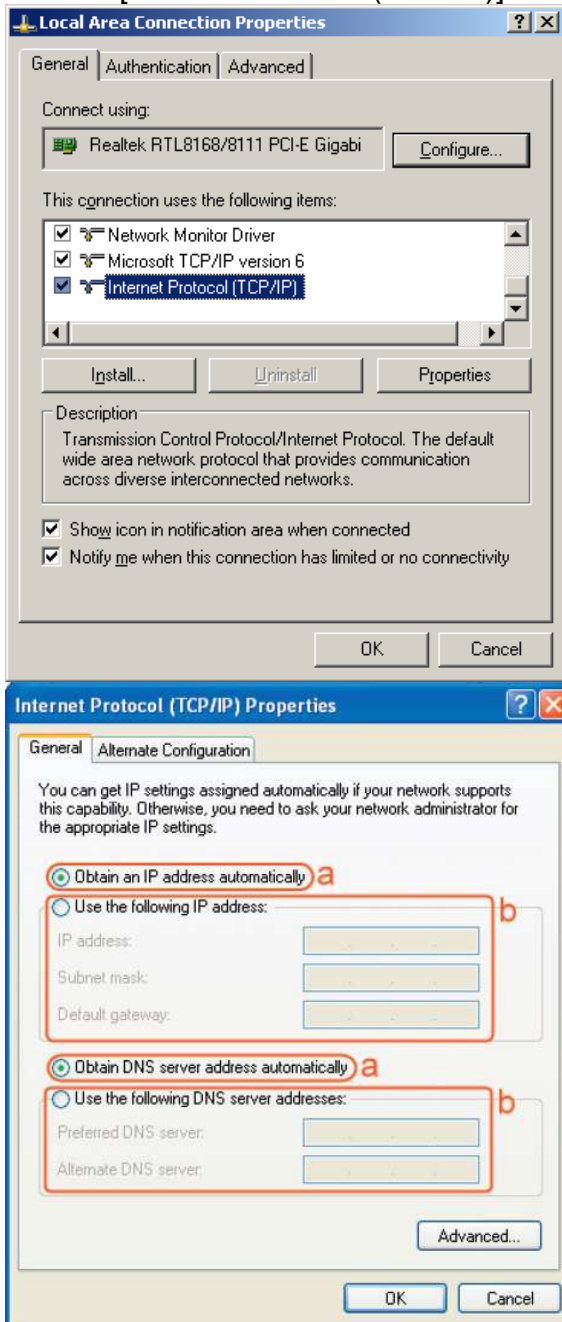 Local Area Connection Properties
General Authentication Advanced
Connect using:
Realtek RTL8168/8111 PCI-E Gigabi Configure...
This connection uses the following items:
Network Monitor Driver
Microsoft TCP/IP version 6
Internet Protocol (TCP/IP)
Install... Uninstall Properties
Description
Transmission Control Protocol/Internet Protocol. The default
wide area network protocol that provides communication
across diverse interconnected networks.
Show icon in notification area when connected
Notify me when this connection has limited or no connectivity
OK Cancel
Internet Protocol (TCP/IP) Properties
General Alternate Configuration
You can get IP settings assigned automatically if your network supports
this capability. Otherwise, you need to ask your network administrator for
the appropriate IP settings.
Obtain an IP address automatically a
Use the following IP address: b
IP address:
Subnet mask:
Default gateway:
Obtain DNS server address automatically a
Use the following DNS server addresses: b
Preferred DNS server:
Alternate DNS server:
Advanced...
OK Cancel